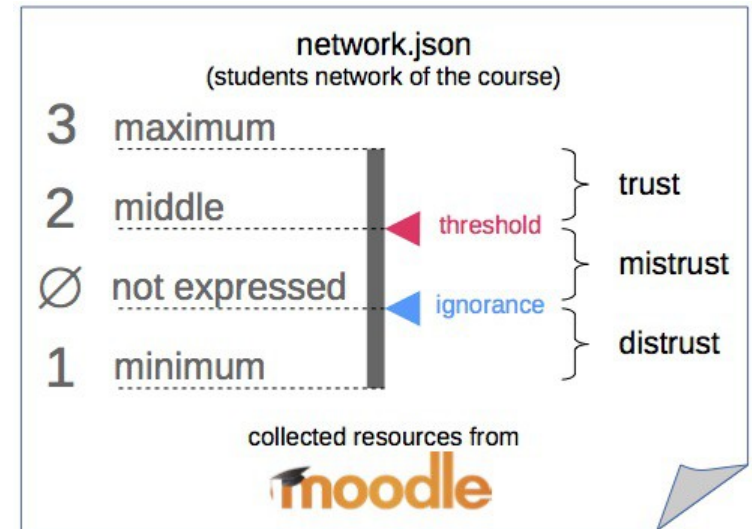 network.json
(students network of the course)
3 maximum
trust
2 middle
threshold
mistrust
∅ not expressed
ignorance
distrust
1 minimum
collected resources from
moodle